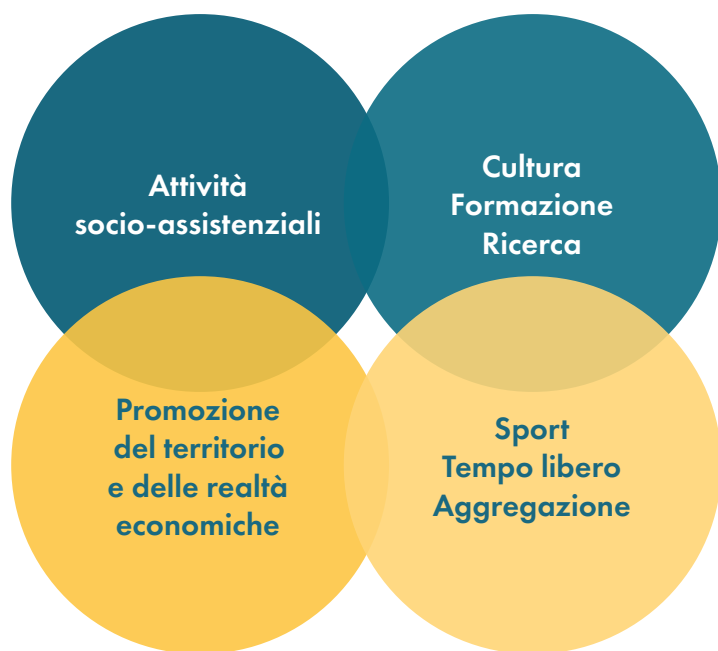 Attività
socio-assistenziali
Cultura
Formazione
Ricerca
Promozione
del territorio
e delle realtà
economiche
Sport
Tempo libero
Aggregazione